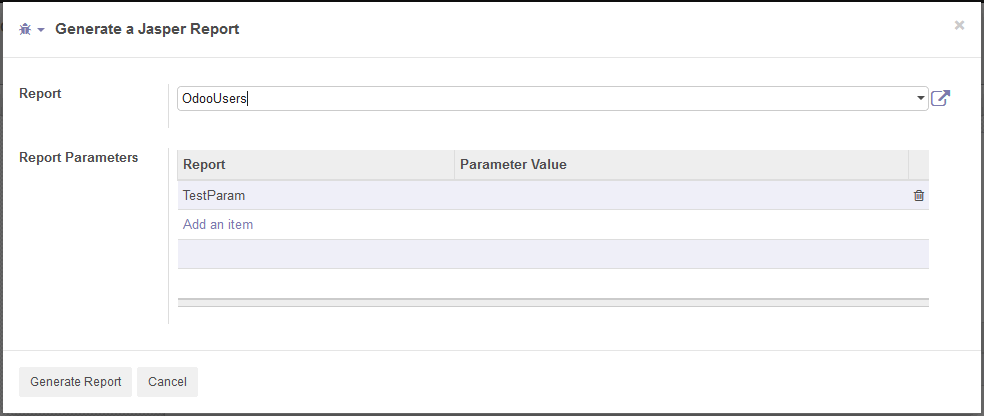 Generate a Jasper Report
Report
OdooUsers
Report Parameters
Report Parameter Value
TestParam
Add an item
Generate Report Cancel